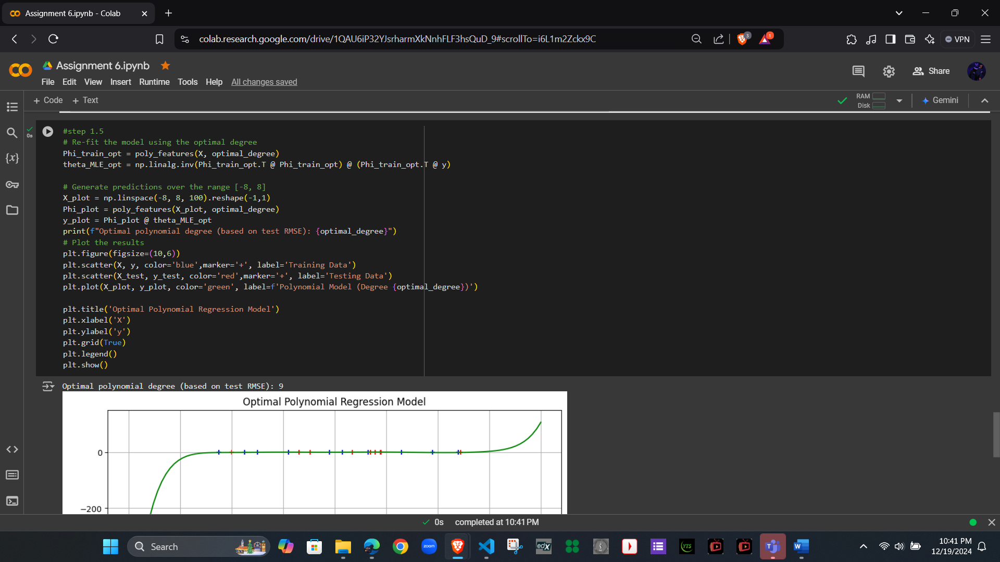 Assignment 6.ipynb - Colab
colab.research.google.com/drive/1QAU6iP32YJsrharmXkNnhFLF3hsQuD_9#scrollTo=i6L1m2Zckx9C
3
1
VPN
Assignment 6.ipynb
Share
File Edit View Insert Runtime Tools Help All changes saved
+ Code + Text
RAM
Disk
Gemini
0s
#step 1.5
# Re-fit the model using the optimal degree
Phi_train_opt = poly_features(X, optimal_degree)
theta_MLE_opt = np.linalg.inv(Phi_train_opt.T @ Phi_train_opt) @ (Phi_train_opt.T @ y)
# Generate predictions over the range [-8, 8]
X_plot = np.linspace(-8, 8, 100).reshape(-1,1)
Phi_plot = poly_features(X_plot, optimal_degree)
y_plot = Phi_plot @ theta_MLE_opt
print(f"Optimal polynomial degree (based on test RMSE): {optimal_degree}")
# Plot the results
plt.figure(figsize=(10,6))
plt.scatter(X, y, color='blue',marker='+', label='Training Data')
plt.scatter(X_test, y_test, color='red',marker='+', label='Testing Data')
plt.plot(X_plot, y_plot, color='green', label=f'Polynomial Model (Degree {optimal_degree})')
plt.title('Optimal Polynomial Regression Model')
plt.xlabel('X')
plt.ylabel('y')
plt.grid(True)
plt.legend()
plt.show()
Optimal polynomial degree (based on test RMSE): 9
Optimal Polynomial Regression Model
0
−200
0s completed at 10:41 PM
Search
zoom
edX
YTS
10:41 PM
12/19/2024